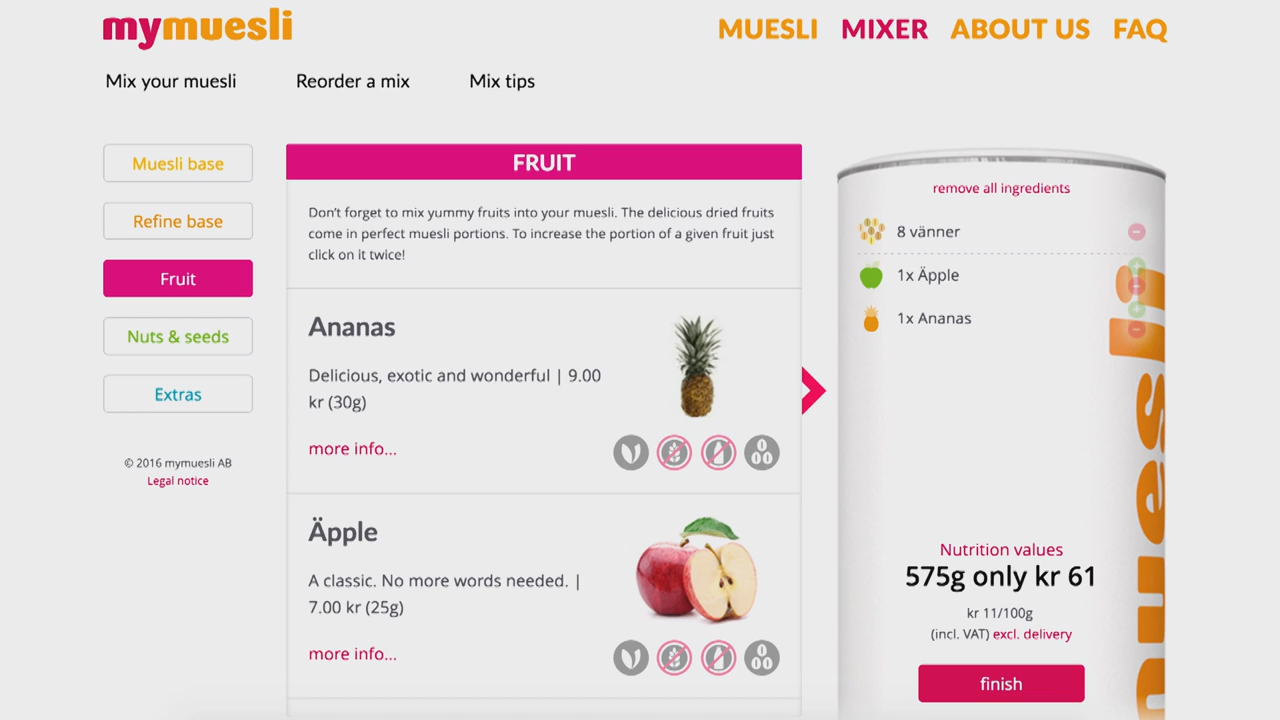 mymuesli
MUESLI MIXER ABOUT US FAQ
Mix your muesli Reorder a mix Mix tips
Muesli base
Refine base
Fruit
Nuts & seeds
Extras
© 2016 mymuesli AB
Legal notice
FRUIT
Don't forget to mix yummy fruits into your muesli. The delicious dried fruits
come in perfect muesli portions. To increase the portion of a given fruit just
click on it twice!
Ananas
Delicious, exotic and wonderful | 9.00
kr (30g)
more info...
Äpple
A classic. No more words needed. |
7.00 kr (25g)
more info...
remove all ingredients
8 vänner
1x Äpple
1x Ananas
Nutrition values
575g only kr 61
kr 11/100g
(incl. VAT) excl. delivery
finish
uesli